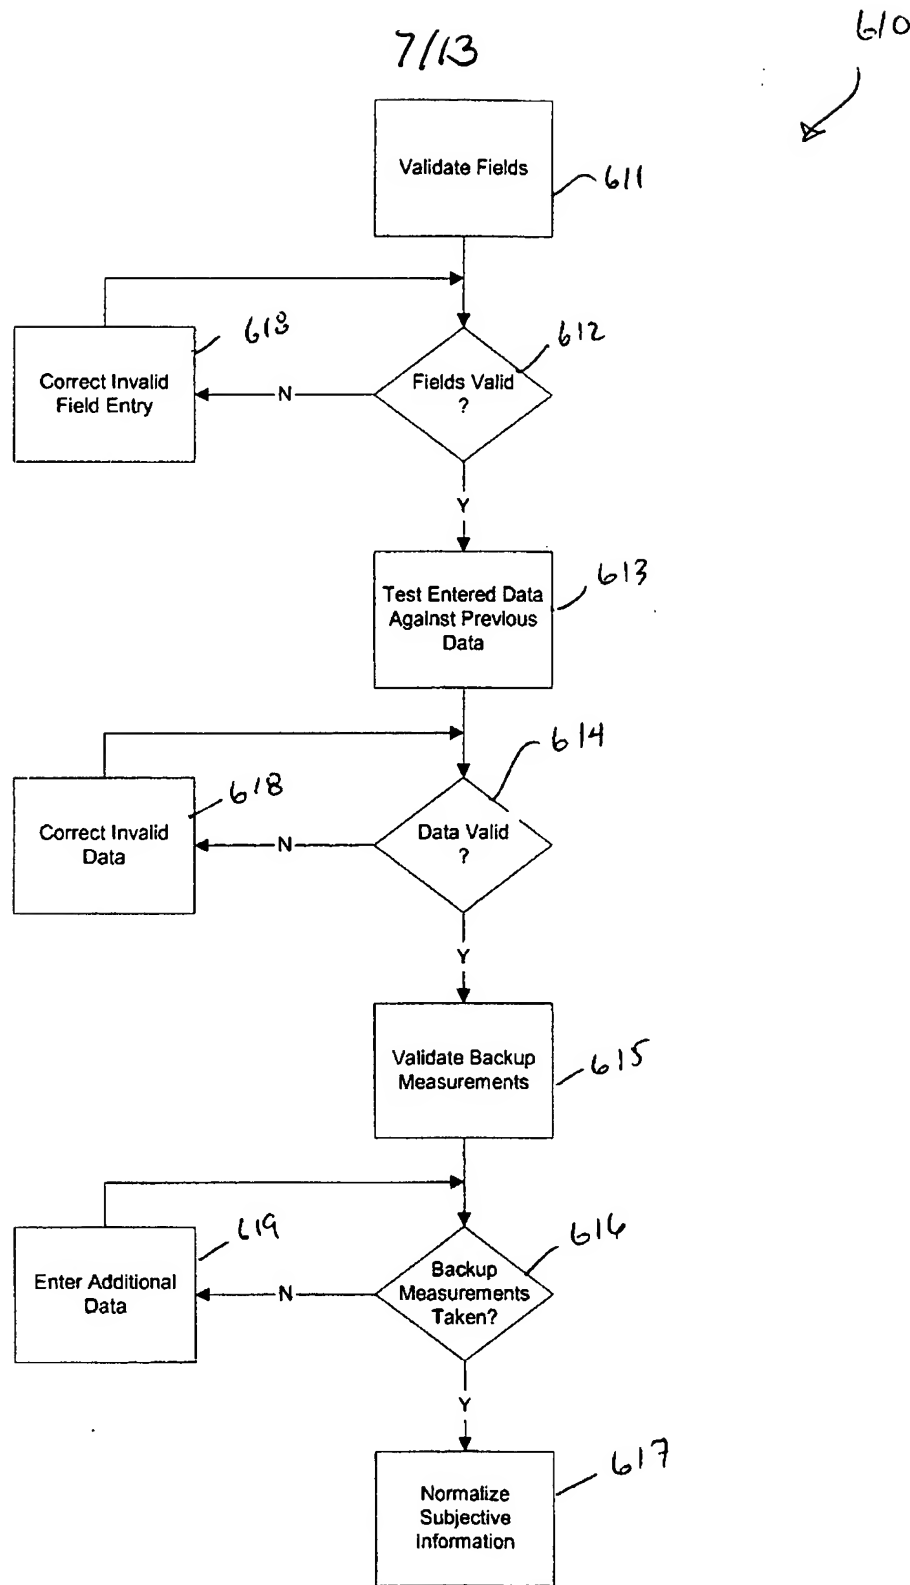 7/13
610
Validate Fields
611
618
612
Correct Invalid
Field Entry
N
Fields Valid
?
Y
613
Test Entered Data
Against Previous
Data
614
618
Correct Invalid
Data
N
Data Valid
?
Y
Validate Backup
Measurements
615
619
616
Enter Additional
Data
N
Backup
Measurements
Taken?
Y
617
Normalize
Subjective
Information